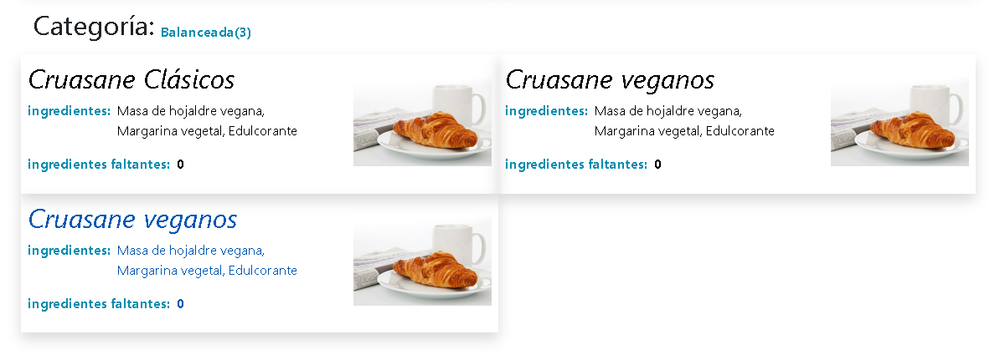 Categoría: Balanceada(3)
Cruasane Clásicos
ingredientes: Masa de hojaldre vegana,
Margarina vegetal, Edulcorante
ingredientes faltantes: 0
Cruasane veganos
ingredientes: Masa de hojaldre vegana,
Margarina vegetal, Edulcorante
ingredientes faltantes: 0
Cruasane veganos
ingredientes: Masa de hojaldre vegana,
Margarina vegetal, Edulcorante
ingredientes faltantes: 0